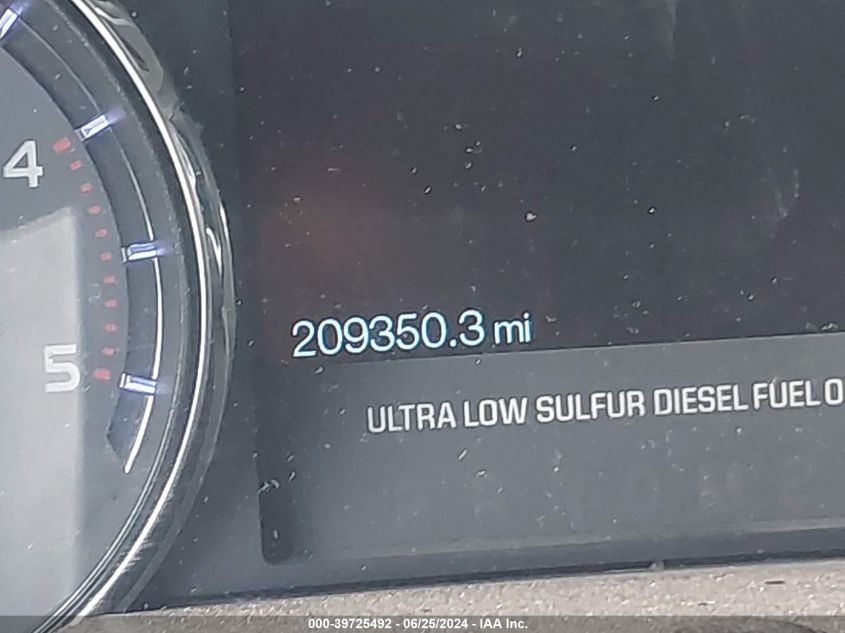 4
5
209350.3 mi
ULTRA LOW SULFUR DIESEL FUEL O
000-39725492 - 06/25/2024 - IAA Inc.